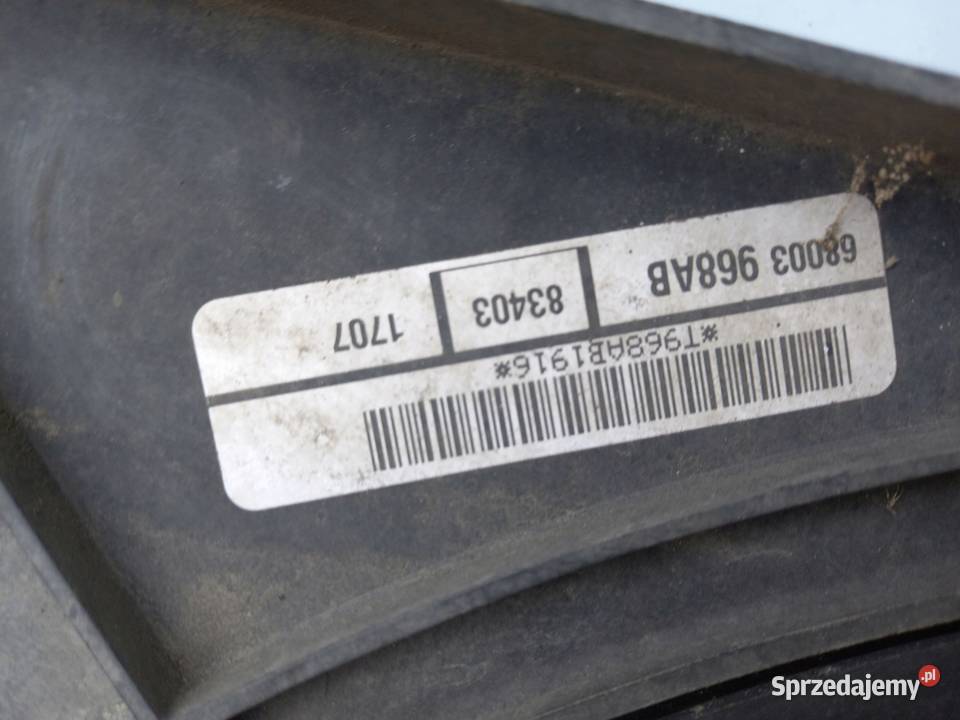 68003 968AB 83403 1707
*T968AB1916*
Sprzedajemy.pl